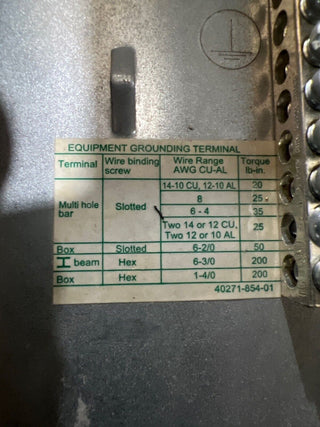 EQUIPMENT GROUNDING TERMINAL
Terminal Wire binding screw Wire Range AWG CU-AL Torque lb-in.
Multi hole bar Slotted 14-10 CU, 12-10 AL 20
8 25
6 - 4 35
Two 14 or 12 CU, Two 12 or 10 AL 25
Box Slotted 6-2/0 50
I beam Hex 6-3/0 200
Box Hex 1-4/0 200
40271-854-01